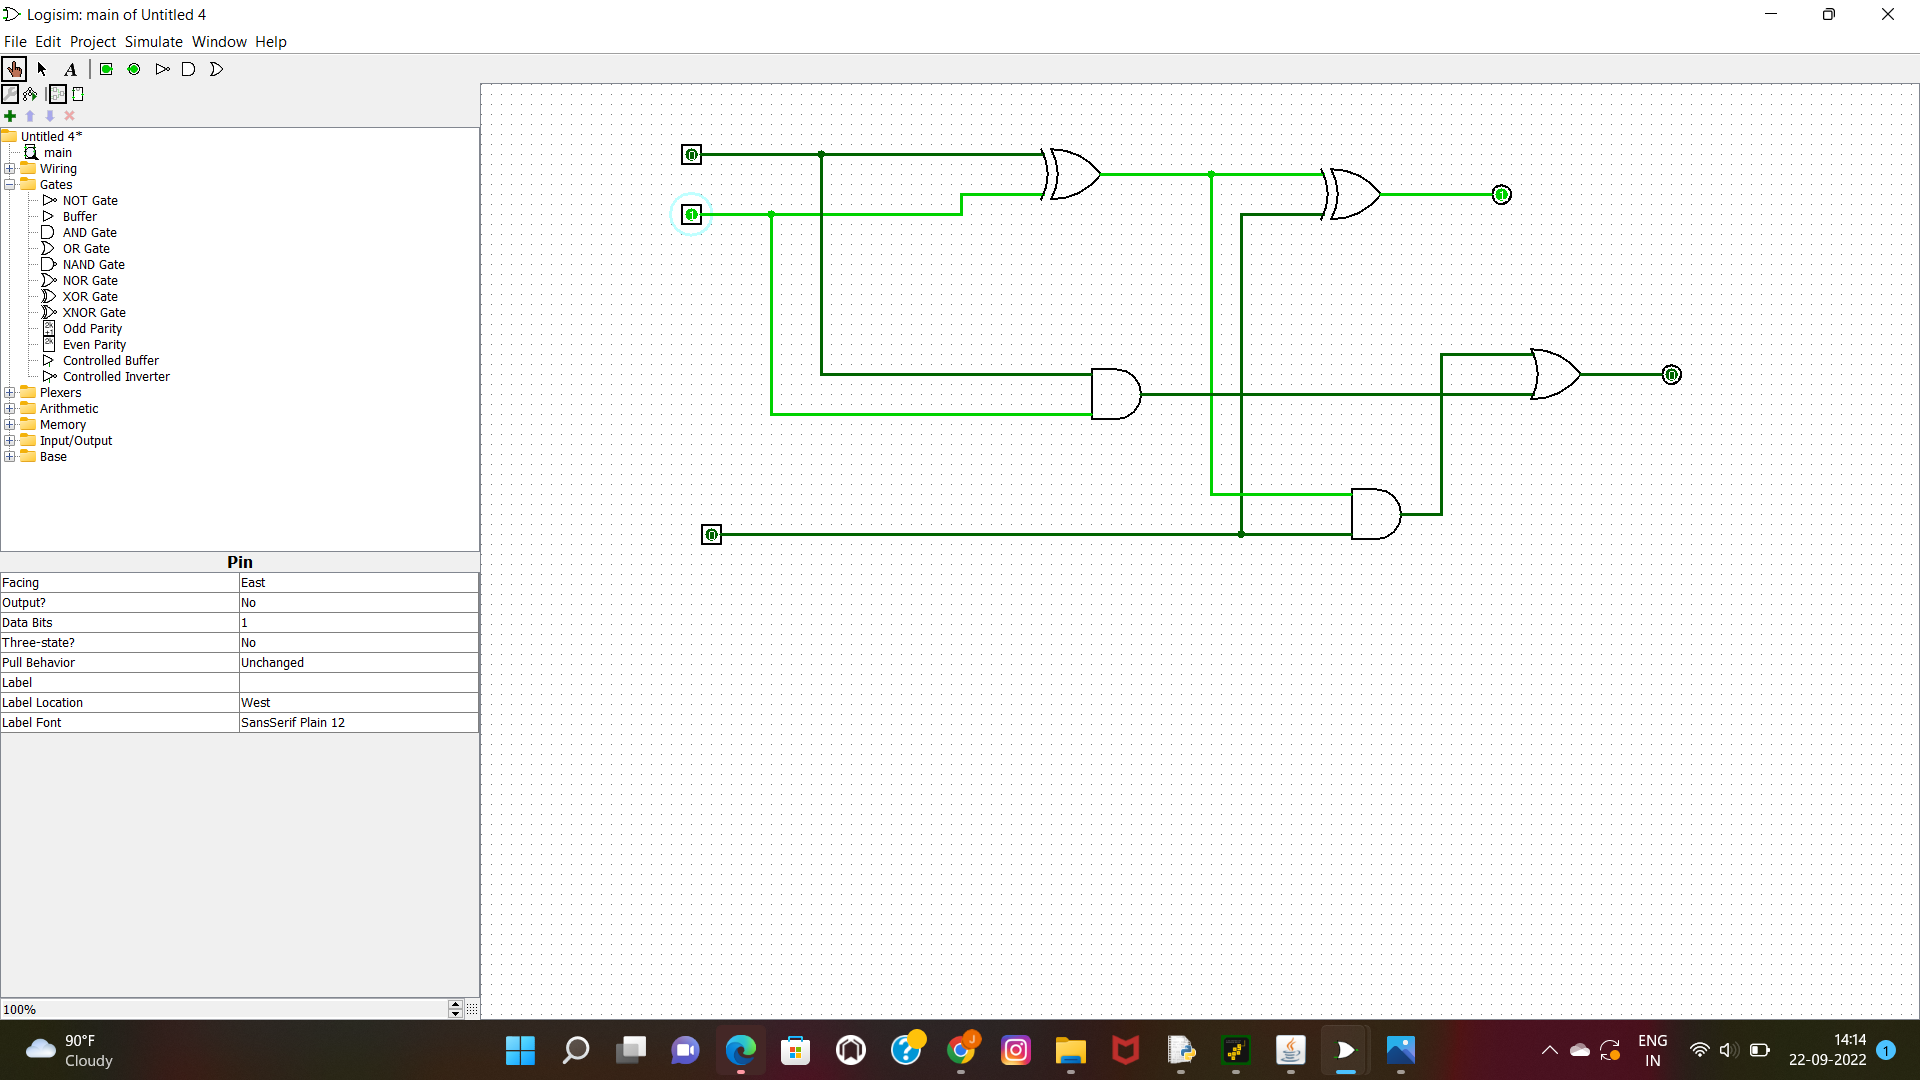 Logisim: main of Untitled 4
File Edit Project Simulate Window Help
A
Untitled 4*
main
Wiring
Gates
NOT Gate
Buffer
AND Gate
OR Gate
NAND Gate
NOR Gate
XOR Gate
XNOR Gate
Odd Parity
Even Parity
Controlled Buffer
Controlled Inverter
Plexers
Arithmetic
Memory
Input/Output
Base
Pin
Facing East
Output? No
Data Bits 1
Three-state? No
Pull Behavior Unchanged
Label
Label Location West
Label Font SansSerif Plain 12
100%
0
1
0
1
0
90°F
Cloudy
J
ENG
IN
14:14
22-09-2022
1